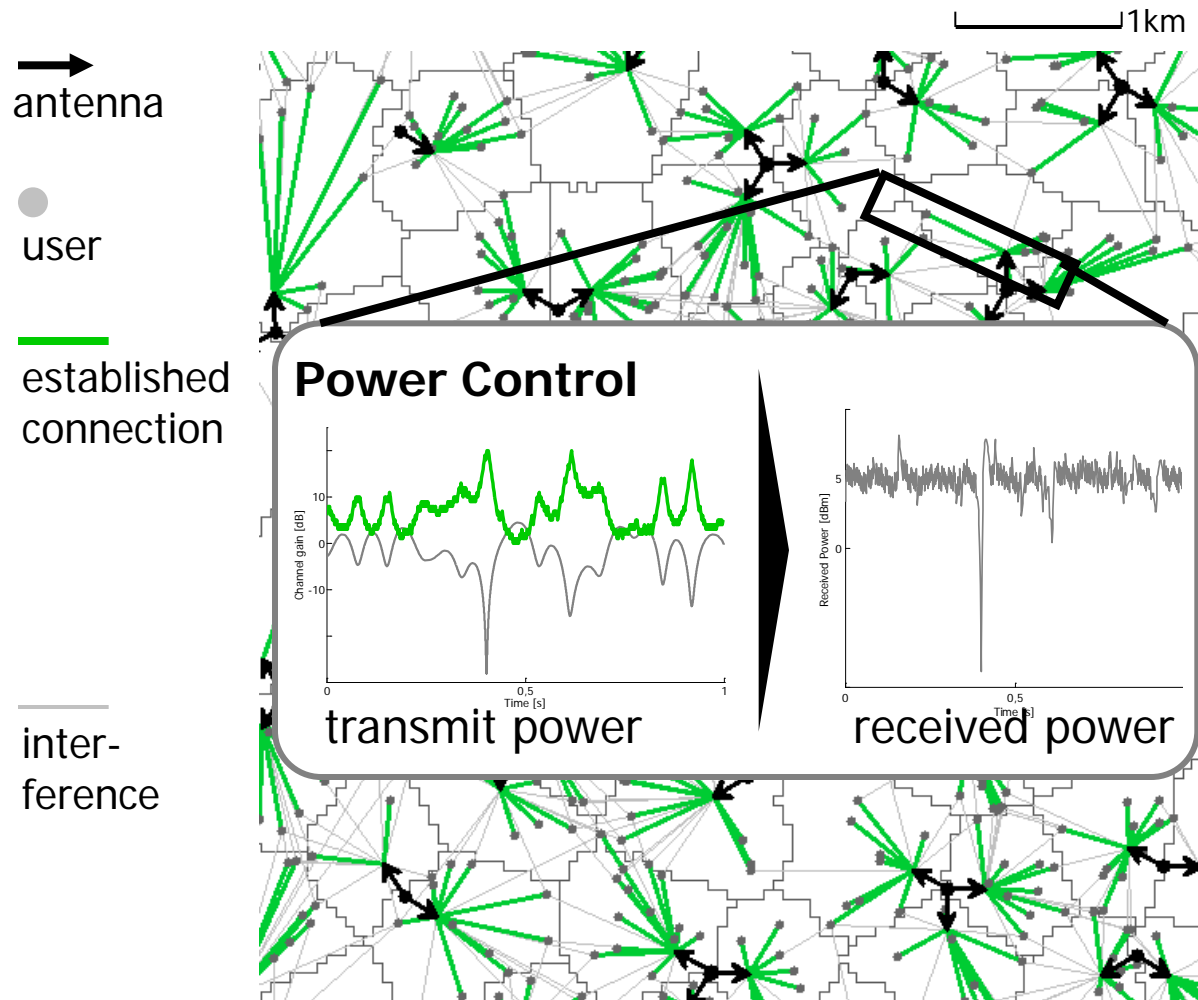 1km
antenna
user
established
connection
inter-
ference
Power Control
Channel gain [dB]
10
0
-10
0
0,5
1
Time [s]
transmit power
Received Power [dBm]
5
0
0
0,5
Time [s]
received power